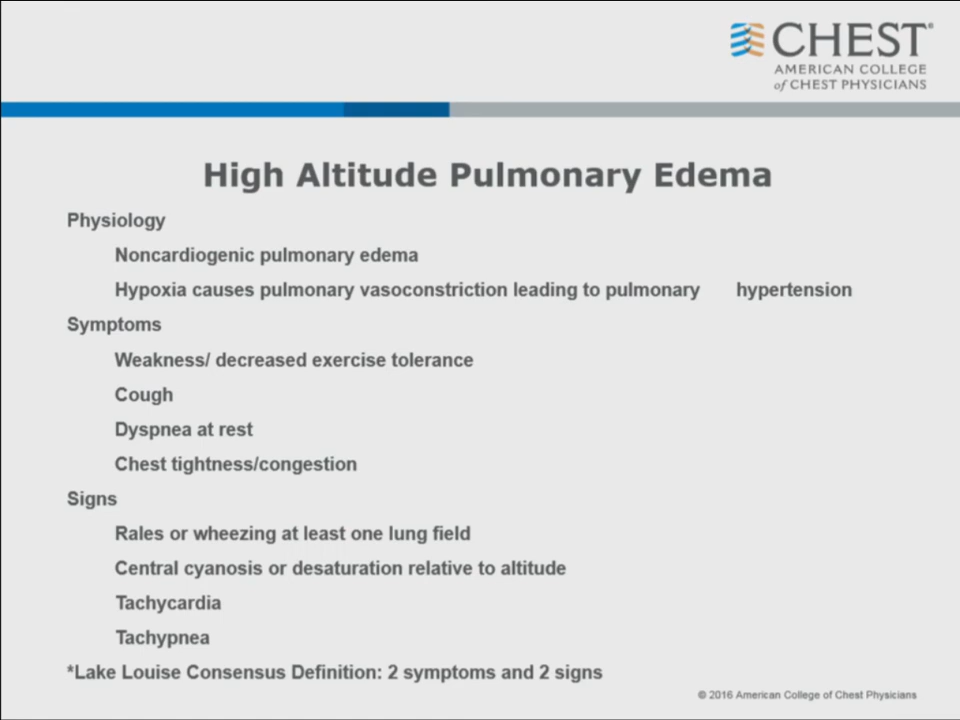 CHEST®
AMERICAN COLLEGE
of CHEST PHYSICIANS
High Altitude Pulmonary Edema
Physiology
Noncardiogenic pulmonary edema
Hypoxia causes pulmonary vasoconstriction leading to pulmonary hypertension
Symptoms
Weakness/ decreased exercise tolerance
Cough
Dyspnea at rest
Chest tightness/congestion
Signs
Rales or wheezing at least one lung field
Central cyanosis or desaturation relative to altitude
Tachycardia
Tachypnea
*Lake Louise Consensus Definition: 2 symptoms and 2 signs
© 2016 American College of Chest Physicians